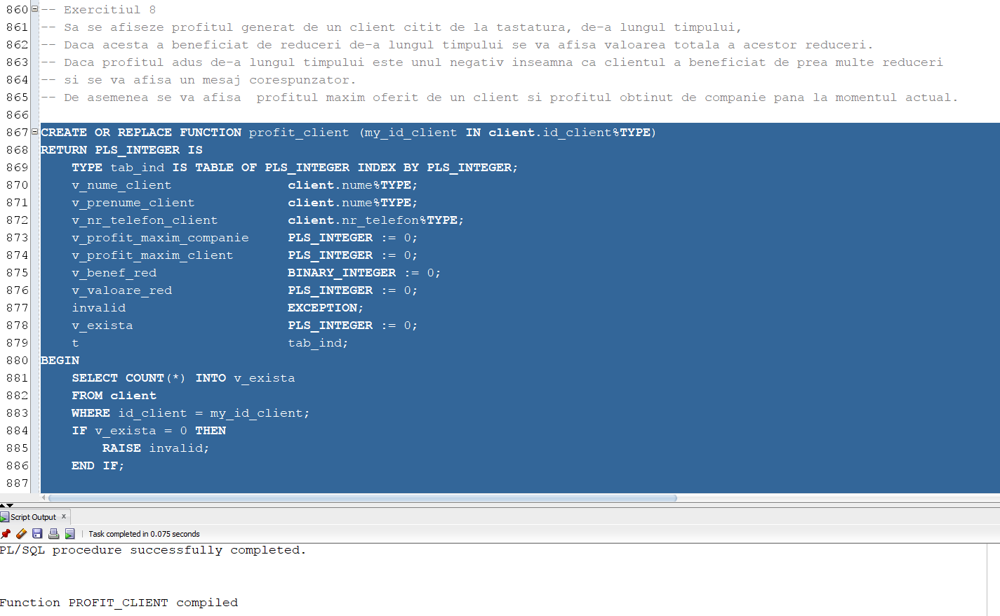 860 -- Exercitiul 8
861 -- Sa se afiseze profitul generat de un client citit de la tastatura, de-a lungul timpului,
862 -- Daca acesta a beneficiat de reduceri de-a lungul timpului se va afisa valoarea totala a acestor reduceri.
863 -- Daca profitul adus de-a lungul timpului este unul negativ inseamna ca clientul a beneficiat de prea multe reduceri
864 -- si se va afisa un mesaj corespunzator.
865 -- De asemenea se va afisa  profitul maxim oferit de un client si profitul obtinut de companie pana la momentul actual.
866
867 CREATE OR REPLACE FUNCTION profit_client (my_id_client IN client.id_client%TYPE)
868 RETURN PLS_INTEGER IS
869     TYPE tab_ind IS TABLE OF PLS_INTEGER INDEX BY PLS_INTEGER;
870     v_nume_client               client.nume%TYPE;
871     v_prenume_client            client.nume%TYPE;
872     v_nr_telefon_client         client.nr_telefon%TYPE;
873     v_profit_maxim_companie     PLS_INTEGER := 0;
874     v_profit_maxim_client       PLS_INTEGER := 0;
875     v_benef_red                 BINARY_INTEGER := 0;
876     v_valoare_red               PLS_INTEGER := 0;
877     invalid                     EXCEPTION;
878     v_exista                    PLS_INTEGER := 0;
879     t                           tab_ind;
880 BEGIN
881     SELECT COUNT(*) INTO v_exista
882     FROM client
883     WHERE id_client = my_id_client;
884     IF v_exista = 0 THEN
885         RAISE invalid;
886     END IF;
887
Script Output x
Task completed in 0.075 seconds
PL/SQL procedure successfully completed.
Function PROFIT_CLIENT compiled